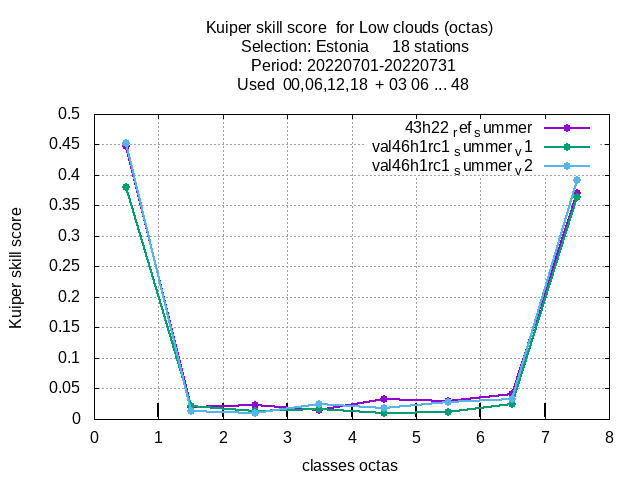 Kuiper skill score for Low clouds (octas)
Selection: Estonia 18 stations
Period: 20220701-20220731
Used 00,06,12,18 + 03 06 ... 48
43h22refsummer
val46h1rc1summerv1
val46h1rc1summerv2
0.5
0.45
0.4
0.35
0.3
0.25
0.2
0.15
0.1
0.05
0
Kuiper skill score
0 1 2 3 4 5 6 7 8
classes octas